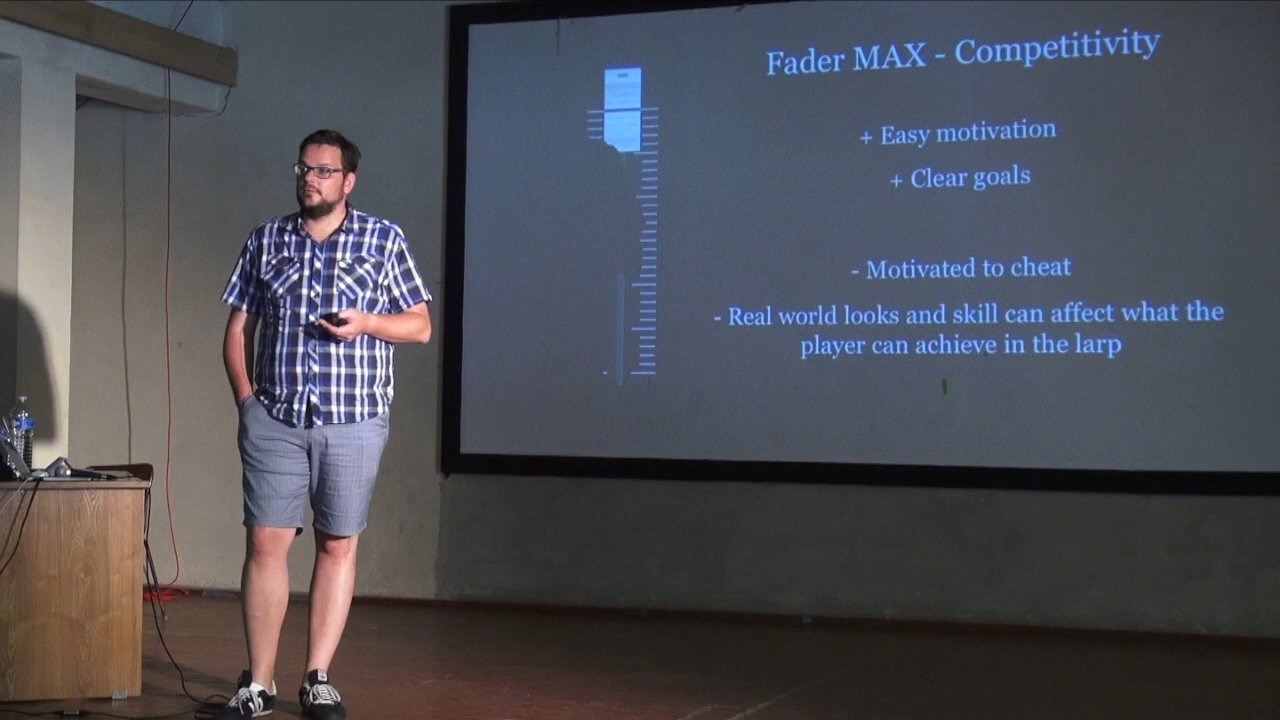 Fader MAX - Competitivity
+ Easy motivation
+ Clear goals
- Motivated to cheat
- Real world looks and skill can affect what the
player can achieve in the larp